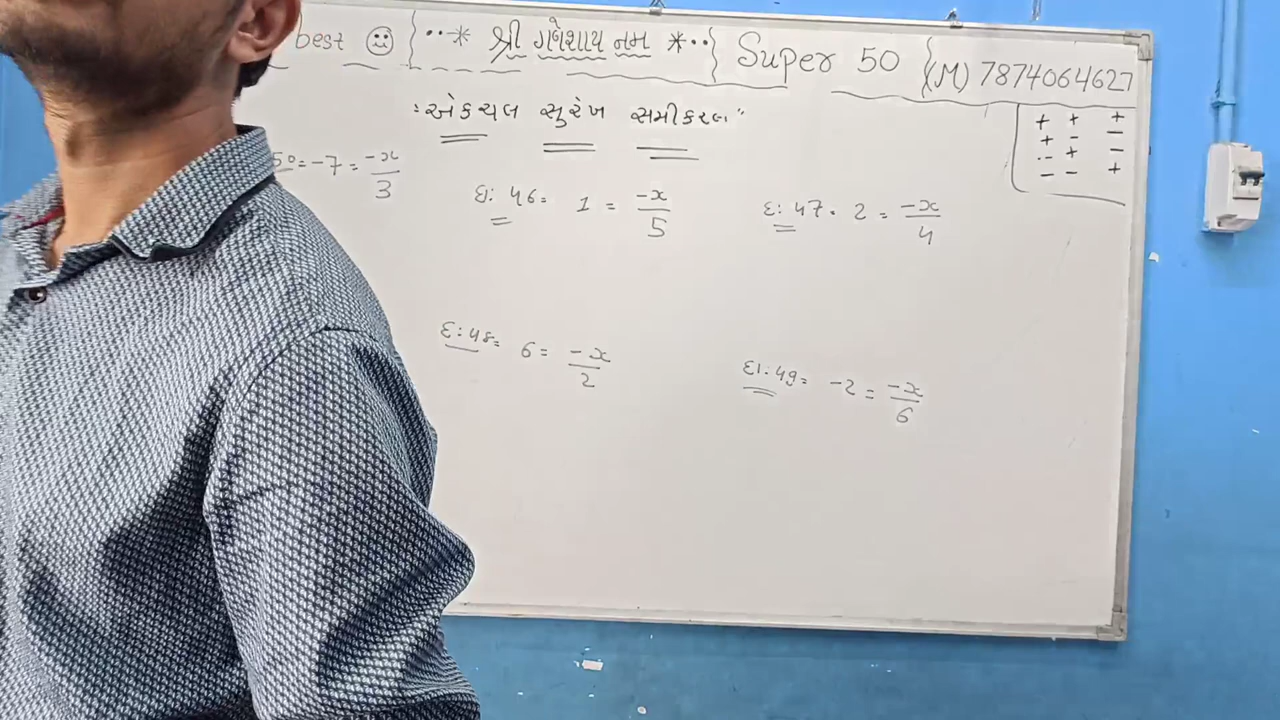 best ☺ {··* શ્રી ગણેશાય નમ *··} Super 50 {(M) 7874064627
"એકચલ સુરેખ સમીકરણ"
+ + +
+ - -
- + -
- - +
50 = -7 = -x/3
દા: 46 = 1 = -x/5
દા: 47 = 2 = -x/4
દા: 48 = 6 = -x/2
દા: 49 = -2 = -x/6